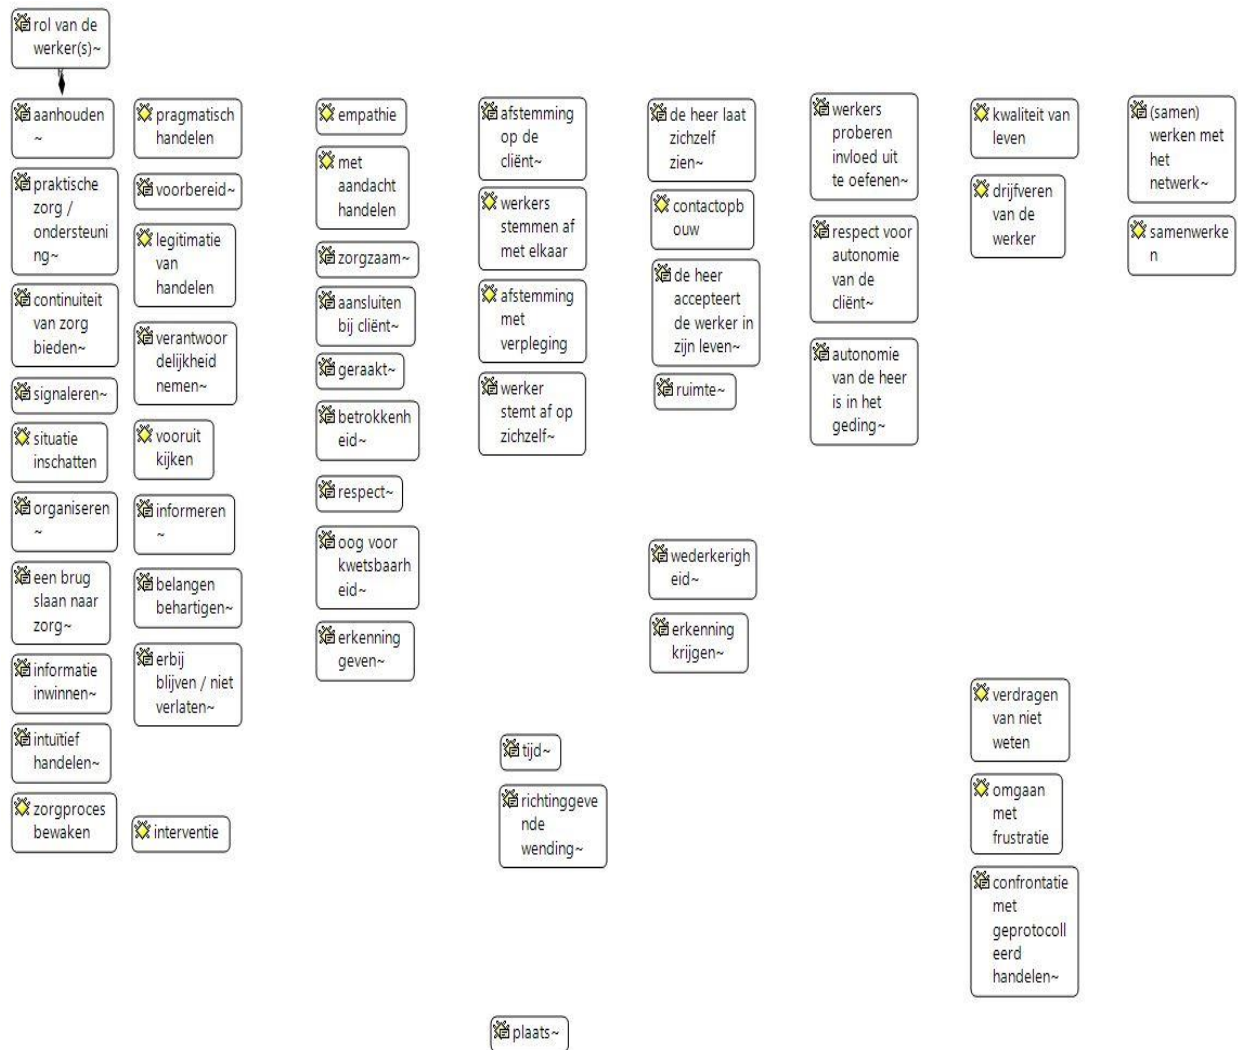 rol van de
werker(s)~
aanhouden
~
praktische
zorg /
ondersteuni
ng~
continuiteit
van zorg
bieden~
signaleren~
situatie
inschatten
organiseren
~
een brug
slaan naar
zorg~
informatie
inwinnen~
intuïtief
handelen~
zorgproces
bewaken
pragmatisch
handelen
voorbereid~
legitimatie
van
handelen
verantwoor
delijkheid
nemen~
vooruit
kijken
informeren
~
belangen
behartigen~
erbij
blijven / niet
verlaten~
interventie
empathie
met
aandacht
handelen
zorgzaam~
aansluiten
bij cliënt~
geraakt~
betrokkenh
eid~
respect~
oog voor
kwetsbaarh
eid~
erkenning
geven~
afstemming
op de
cliënt~
werkers
stemmen af
met elkaar
afstemming
met
verpleging
werker
stemt af op
zichzelf~
tijd~
richtinggeve
nde
wending~
plaats~
de heer laat
zichzelf
zien~
contactopb
ouw
de heer
accepteert
de werker in
zijn leven~
ruimte~
wederkerigh
eid~
erkenning
krijgen~
werkers
proberen
invloed uit
te oefenen~
respect voor
autonomie
van de
cliënt~
autonomie
van de heer
is in het
geding~
kwaliteit van
leven
drijfveren
van de
werker
verdragen
van niet
weten
omgaan
met
frustratie
confrontatie
met
geprotocoll
eerd
handelen~
(samen)
werken met
het
netwerk~
samenwerke
n